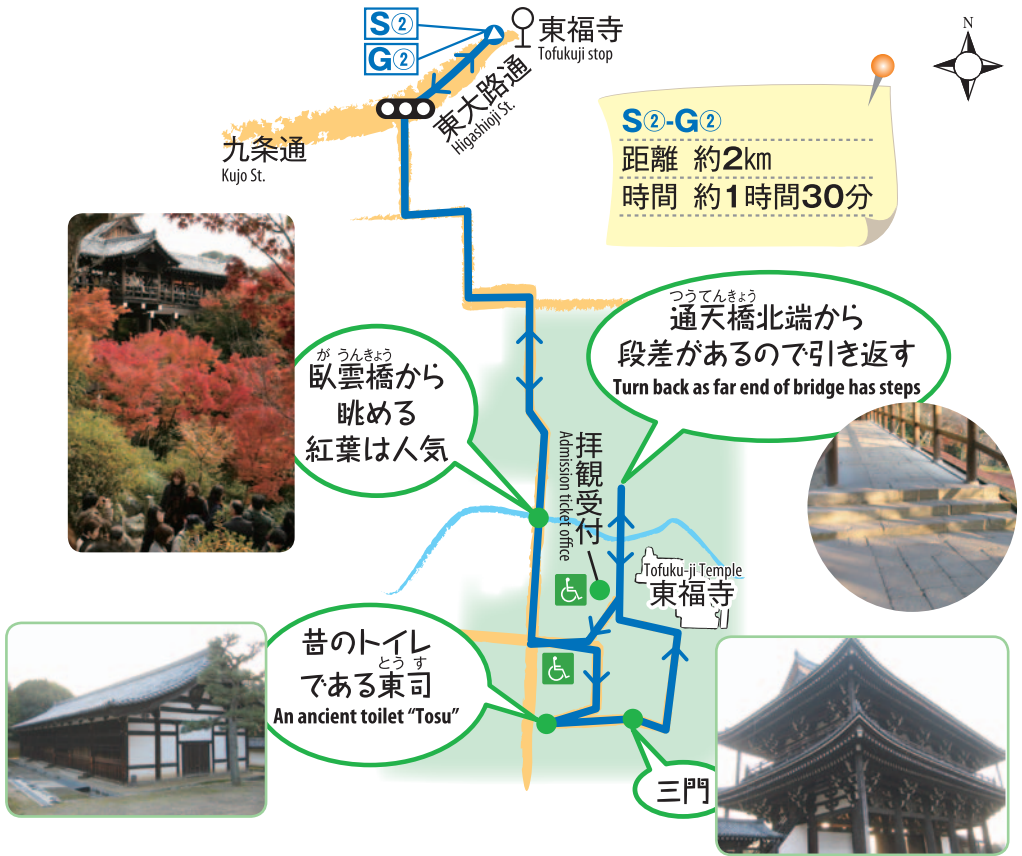 S②
G②
東福寺
Tofukuji stop
N
東大路通
Higashioji St.
九条通
Kujo St.
S②-G②
距離 約2km
時間 約1時間30分
つうてんきょう
通天橋北端から
段差があるので引き返す
Turn back as far end of bridge has steps
がうんきょう
臥雲橋から
眺める
紅葉は人気
拝観受付
Admission ticket office
Tofuku-ji Temple
東福寺
昔のトイレ
とうす
である東司
An ancient toilet “Tosu”
三門